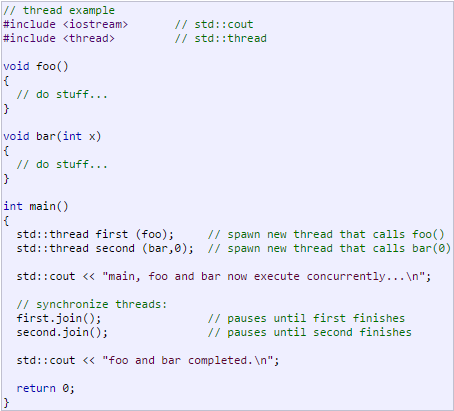 // thread example
#include <iostream>       // std::cout
#include <thread>         // std::thread

void foo()
{
  // do stuff...
}

void bar(int x)
{
  // do stuff...
}

int main()
{
  std::thread first (foo);     // spawn new thread that calls foo()
  std::thread second (bar,0);  // spawn new thread that calls bar(0)

  std::cout << "main, foo and bar now execute concurrently...\n";

  // synchronize threads:
  first.join();                // pauses until first finishes
  second.join();               // pauses until second finishes

  std::cout << "foo and bar completed.\n";

  return 0;
}